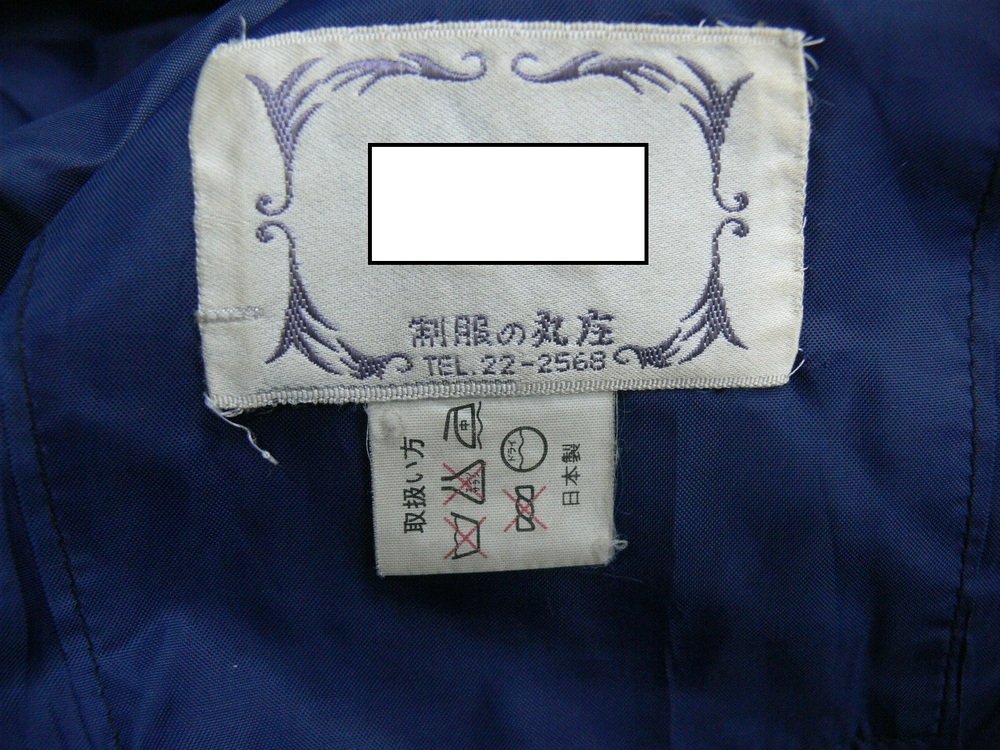 制服の丸庄
TEL.22-2568
取扱い方
中
ドライ
日本製